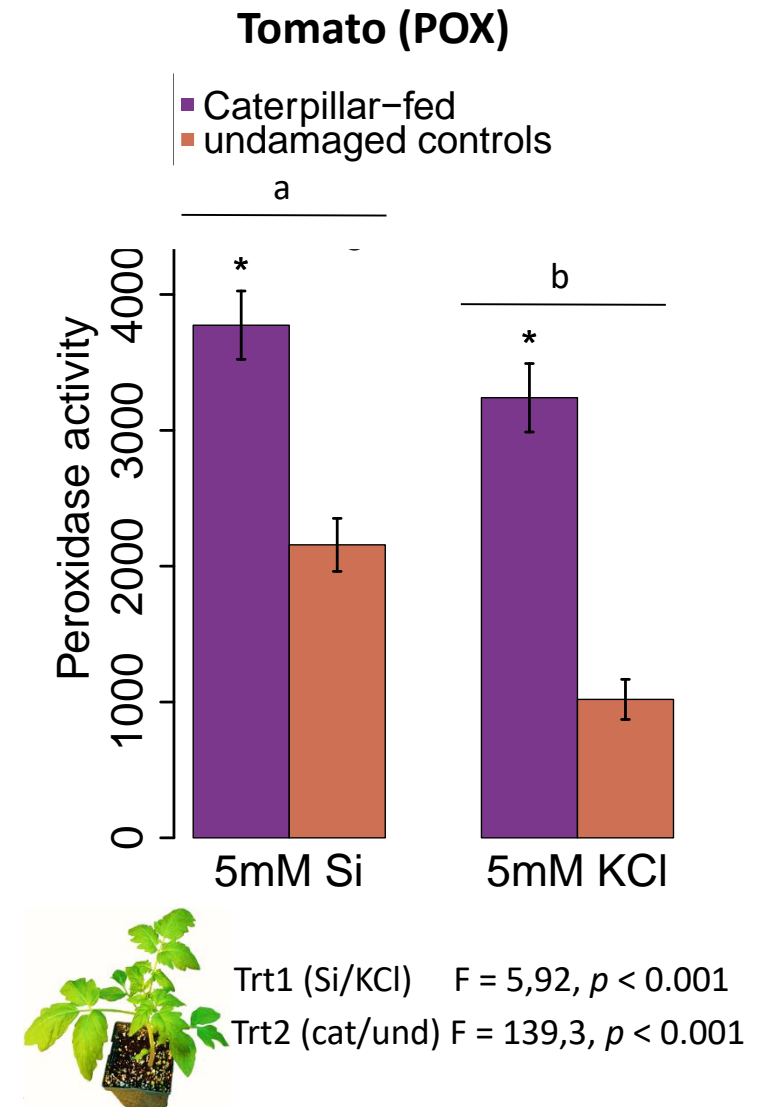 Tomato (POX)
Caterpillar−fed
undamaged controls
a
*
b
*
Peroxidase activity
4000
3000
2000
1000
0
5mM Si
5mM KCl
Trt1 (Si/KCl) F = 5,92, p < 0.001
Trt2 (cat/und) F = 139,3, p < 0.001